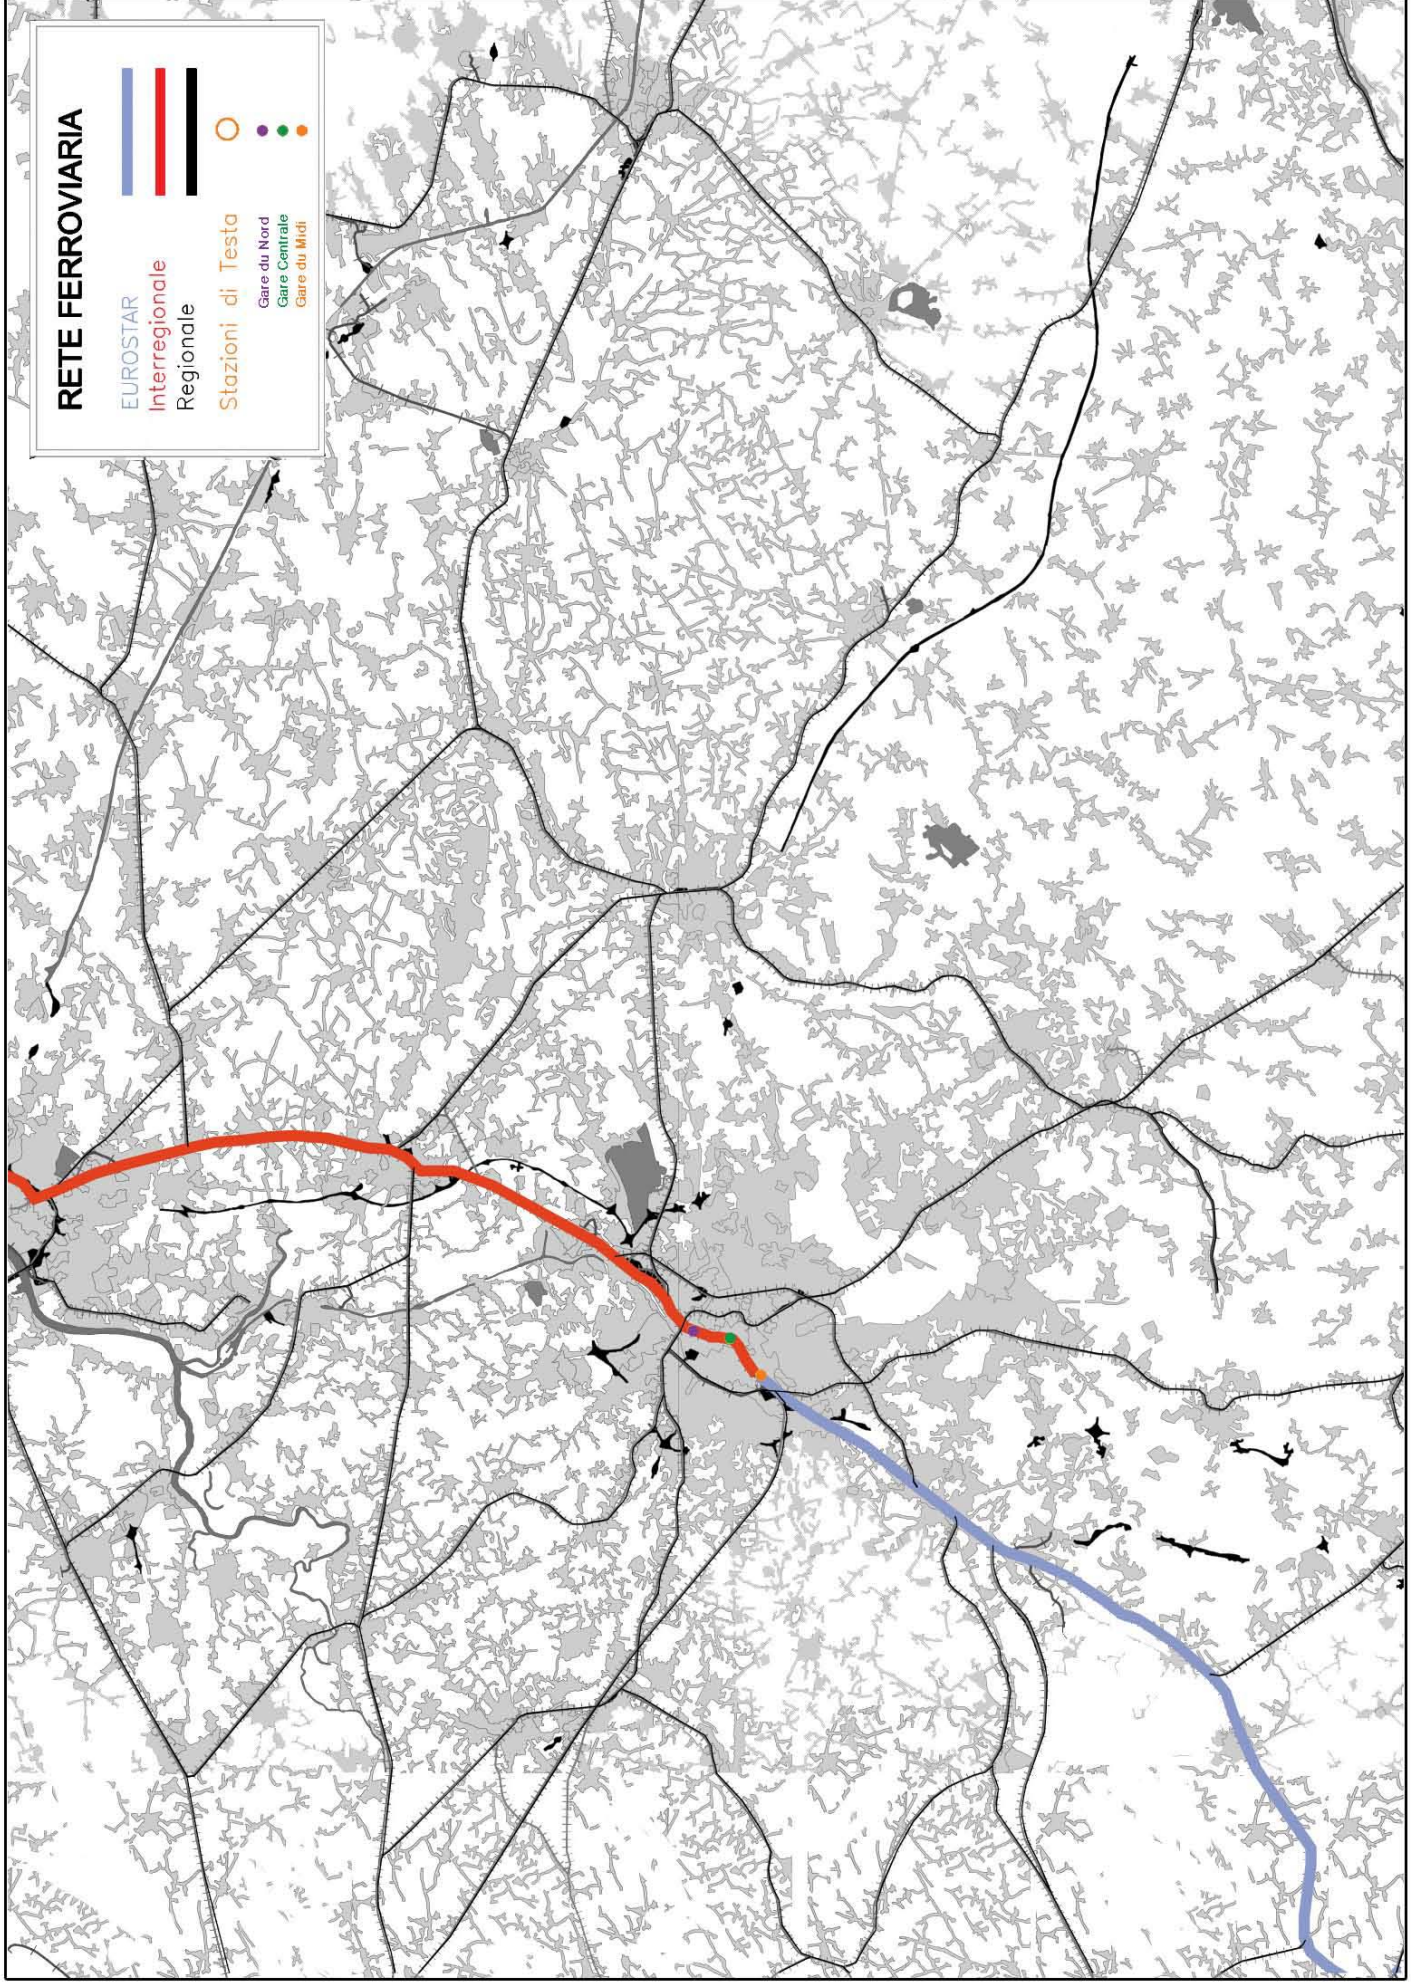 RETE FERROVIARIA
EUROSTAR
Interregionale
Regionale
Stazioni di Testa
Gare du Nord
Gare Centrale
Gare du Midi